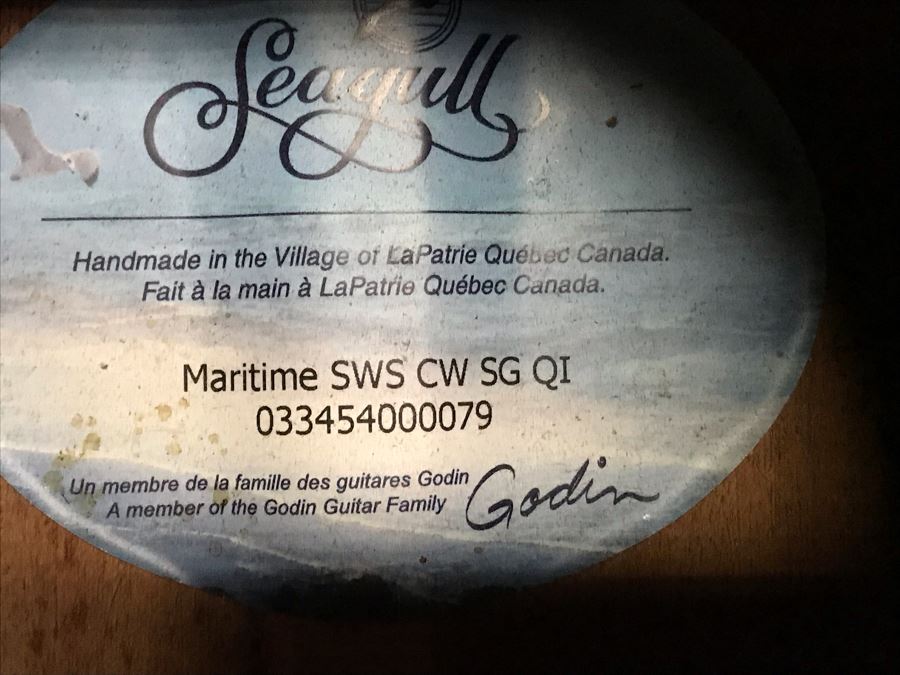 Seagull
Handmade in the Village of LaPatrie Québec Canada.
Fait à la main à LaPatrie Québec Canada.
Maritime SWS CW SG QI
033454000079
Un membre de la famille des guitares Godin
A member of the Godin Guitar Family
Godin